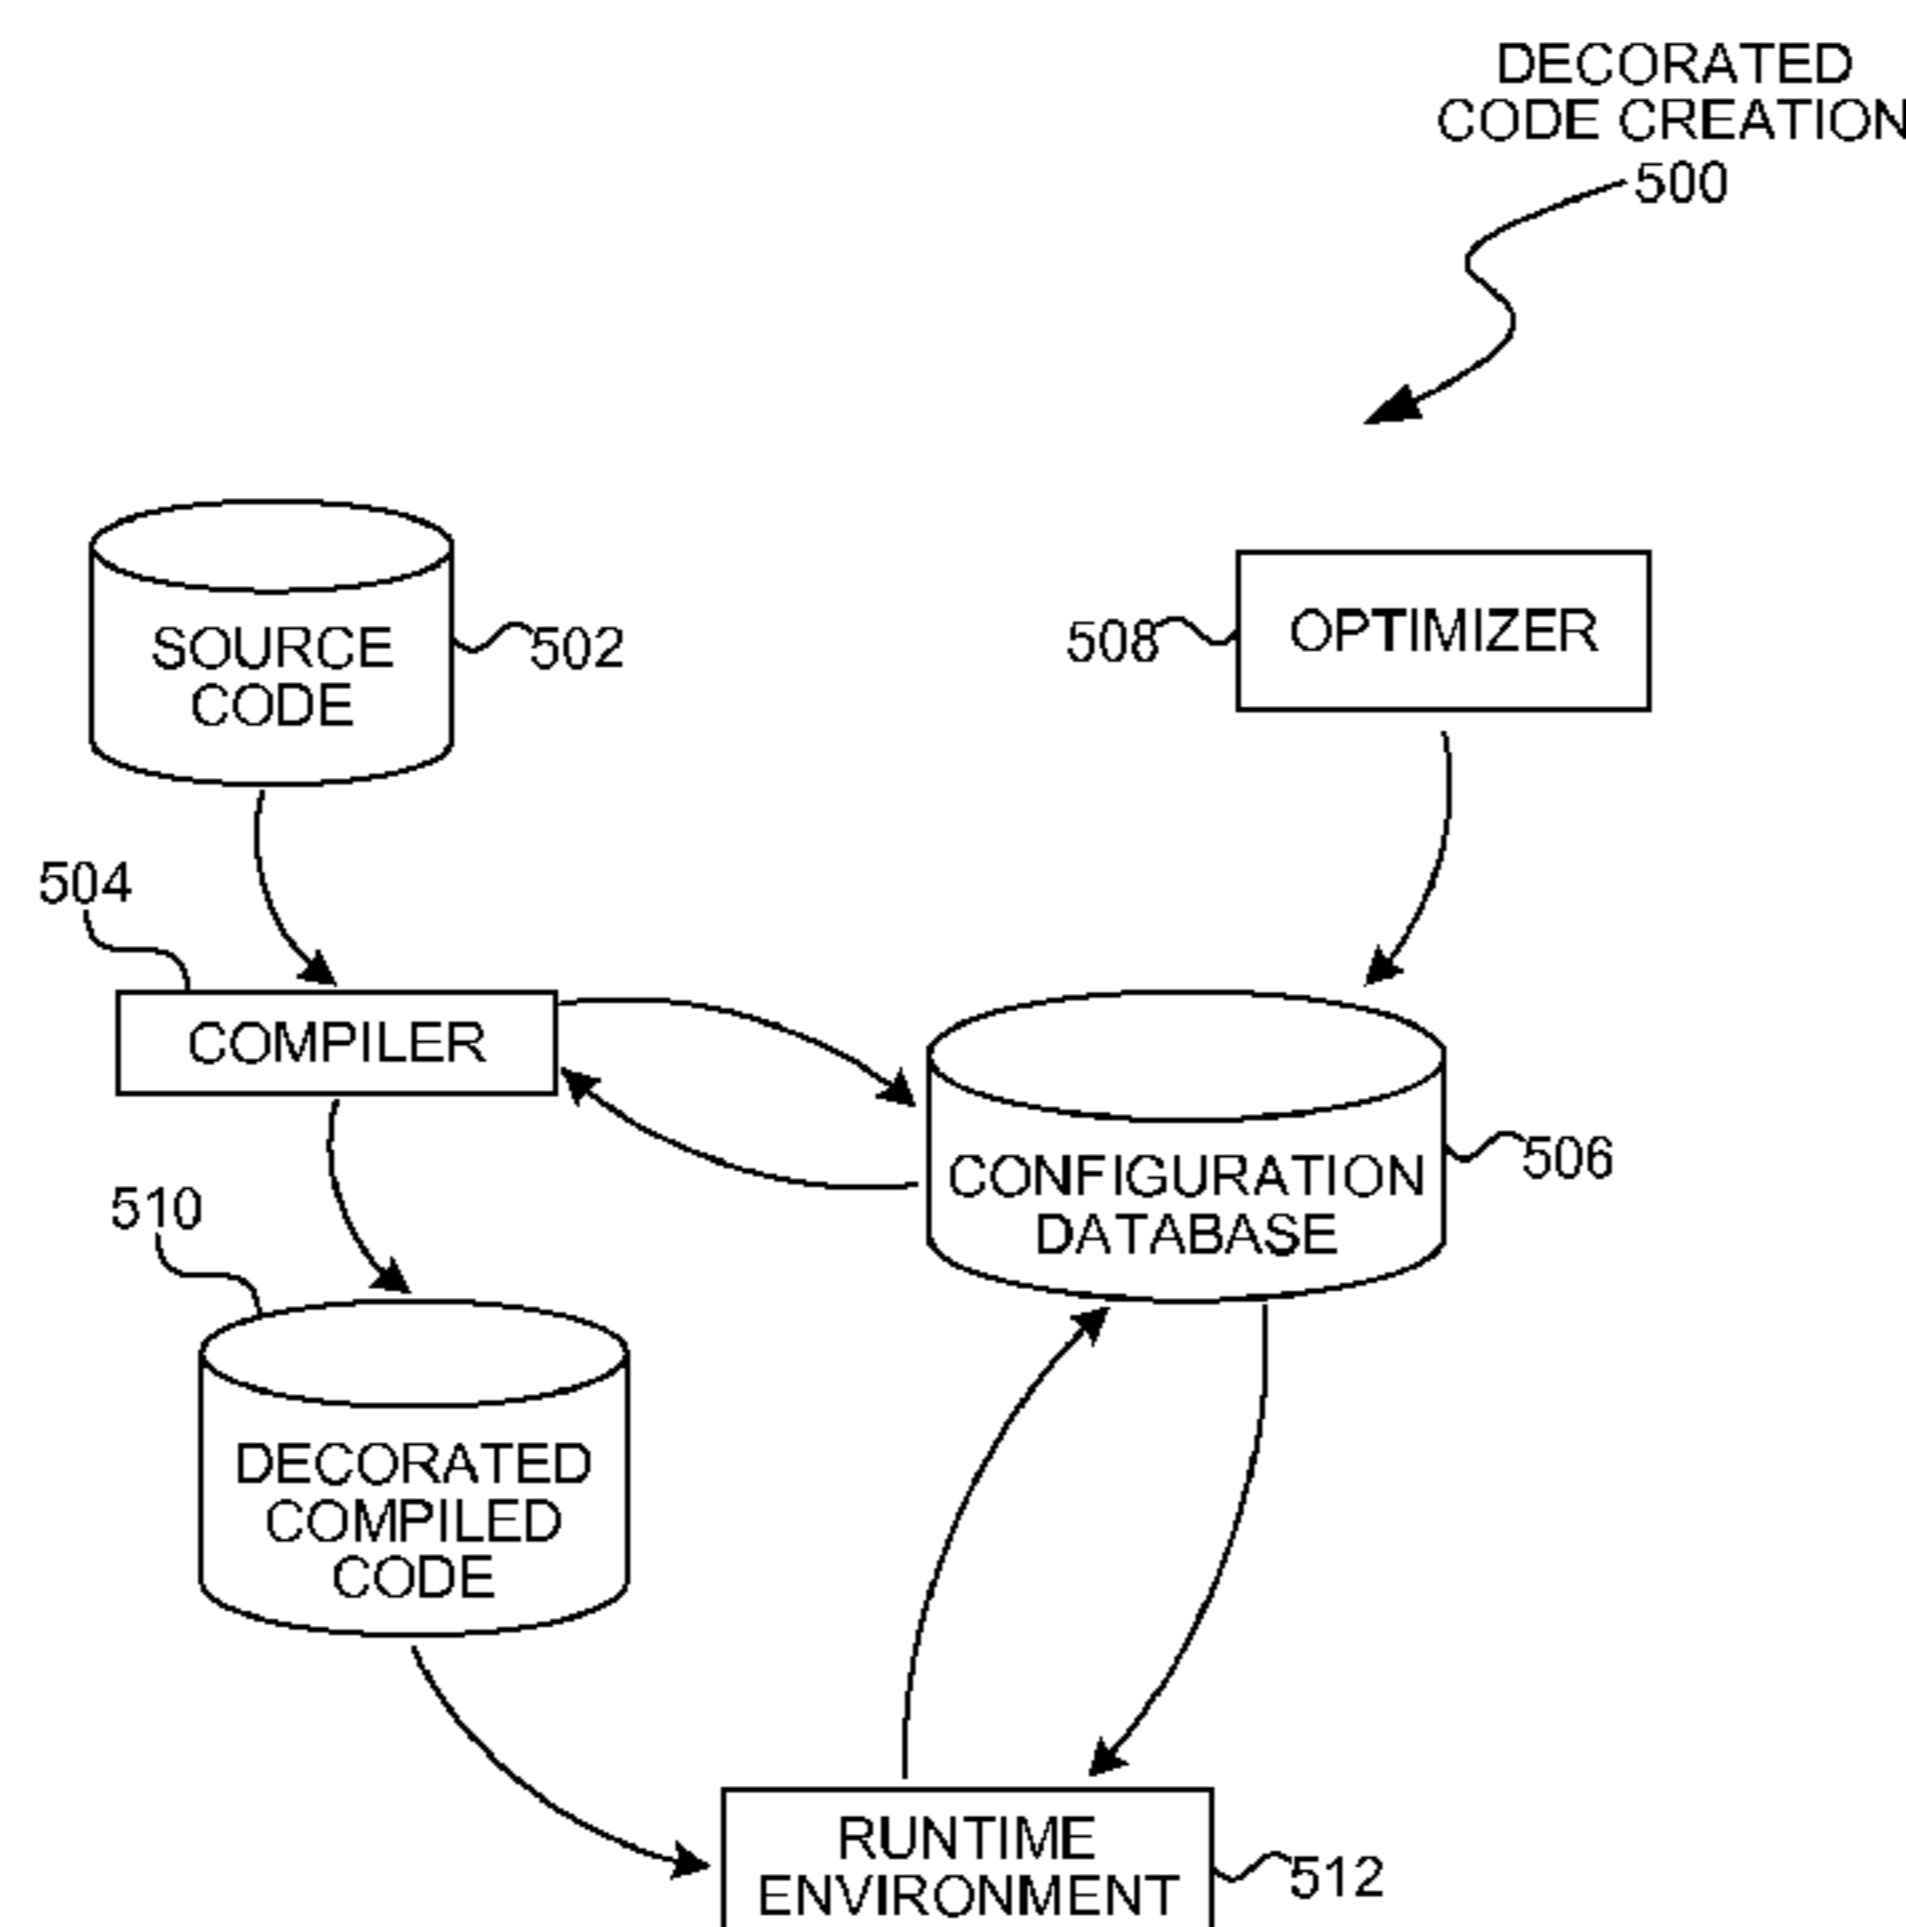 DECORATED
CODE CREATION
500
SOURCE
CODE
502
508
OPTIMIZER
504
COMPILER
CONFIGURATION
DATABASE
506
510
DECORATED
COMPILED
CODE
RUNTIME
ENVIRONMENT
512